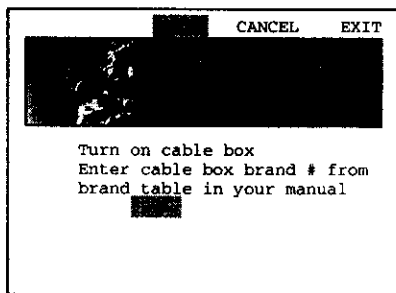 CANCEL EXIT
Turn on cable box
Enter cable box brand # from
brand table in your manual